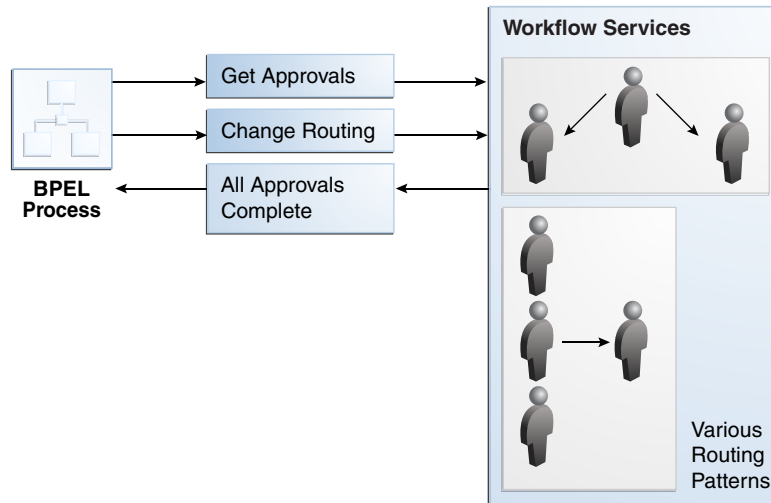 Workflow Services
Get Approvals
Change Routing
All Approvals
Complete
BPEL
Process
Various
Routing
Patterns